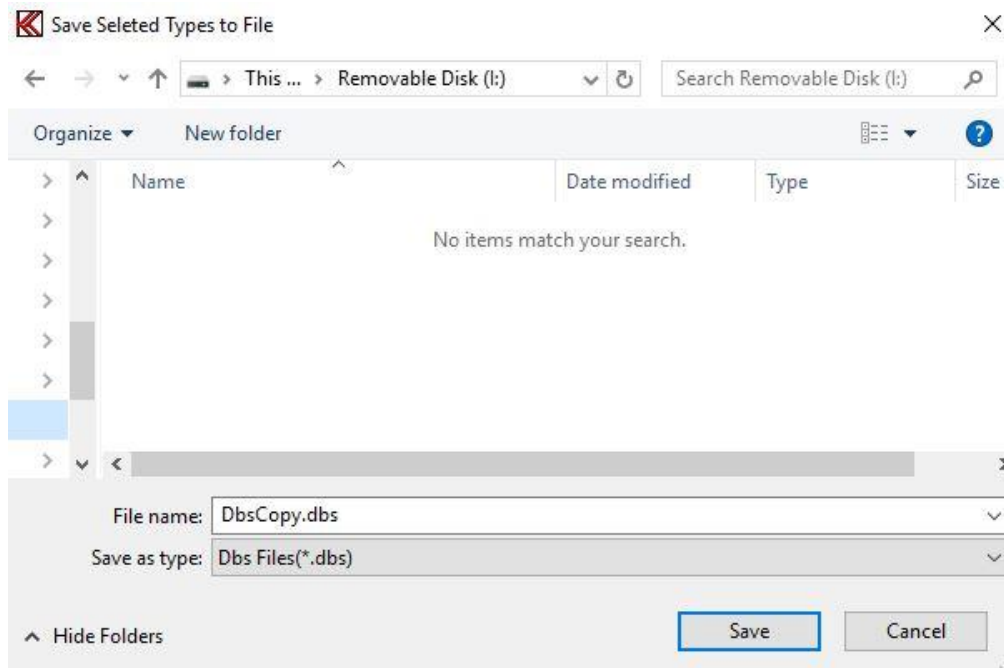 Save Seleted Types to File
This ... > Removable Disk (I:)
Search Removable Disk (I:)
Organize
New folder
?
Name
Date modified
Type
Size
No items match your search.
File name: DbsCopy.dbs
Save as type: Dbs Files(*.dbs)
Hide Folders
Save
Cancel